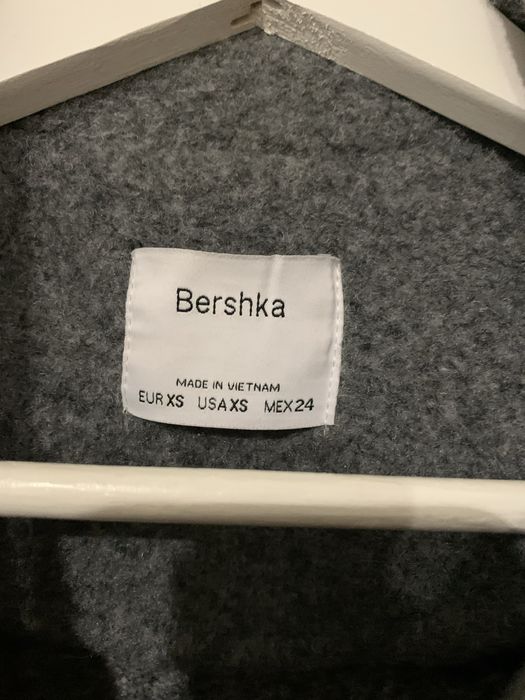 Bershka
MADE IN VIETNAM
EUR XS USA XS MEX 24